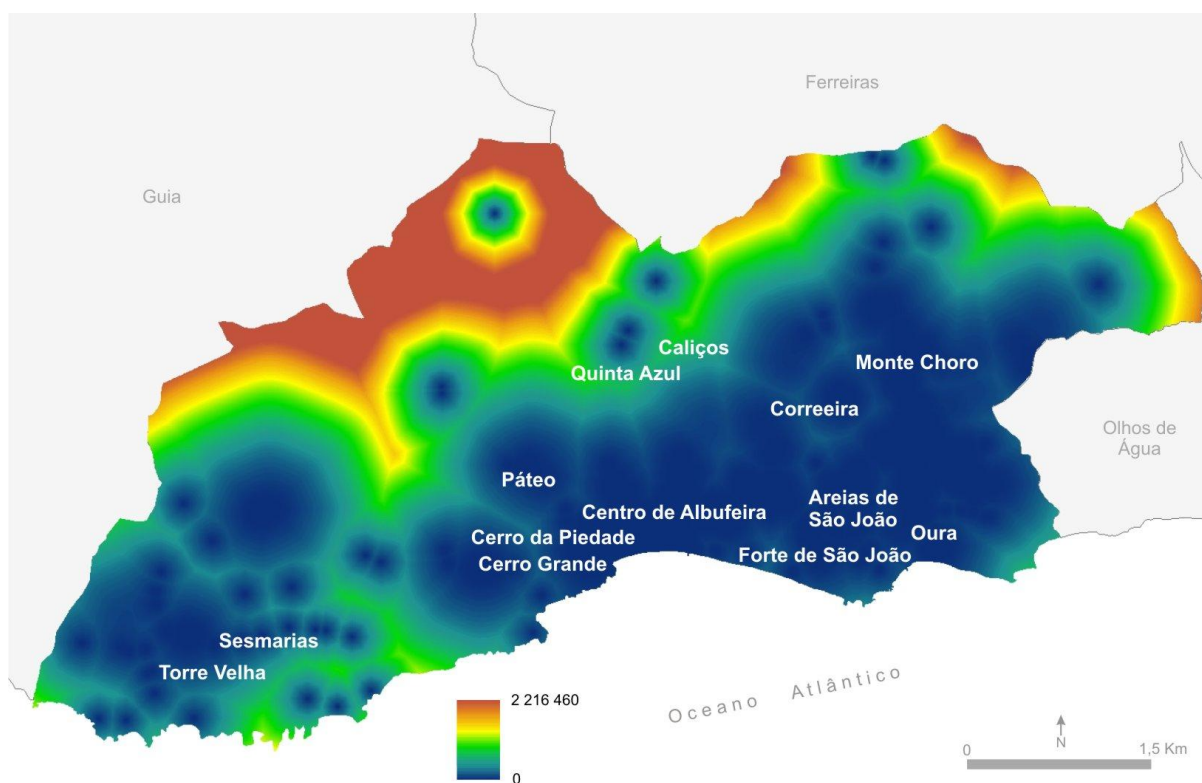 Ferreiras
Guia
Caliços
Quinta Azul
Monte Choro
Correeira
Olhos de
Água
Páteo
Areias de
São João
Centro de Albufeira
Oura
Cerro da Piedade
Forte de São João
Cerro Grande
Sesmarias
Torre Velha
Oceano Atlântico
2 216 460
0
N
0 1,5 Km